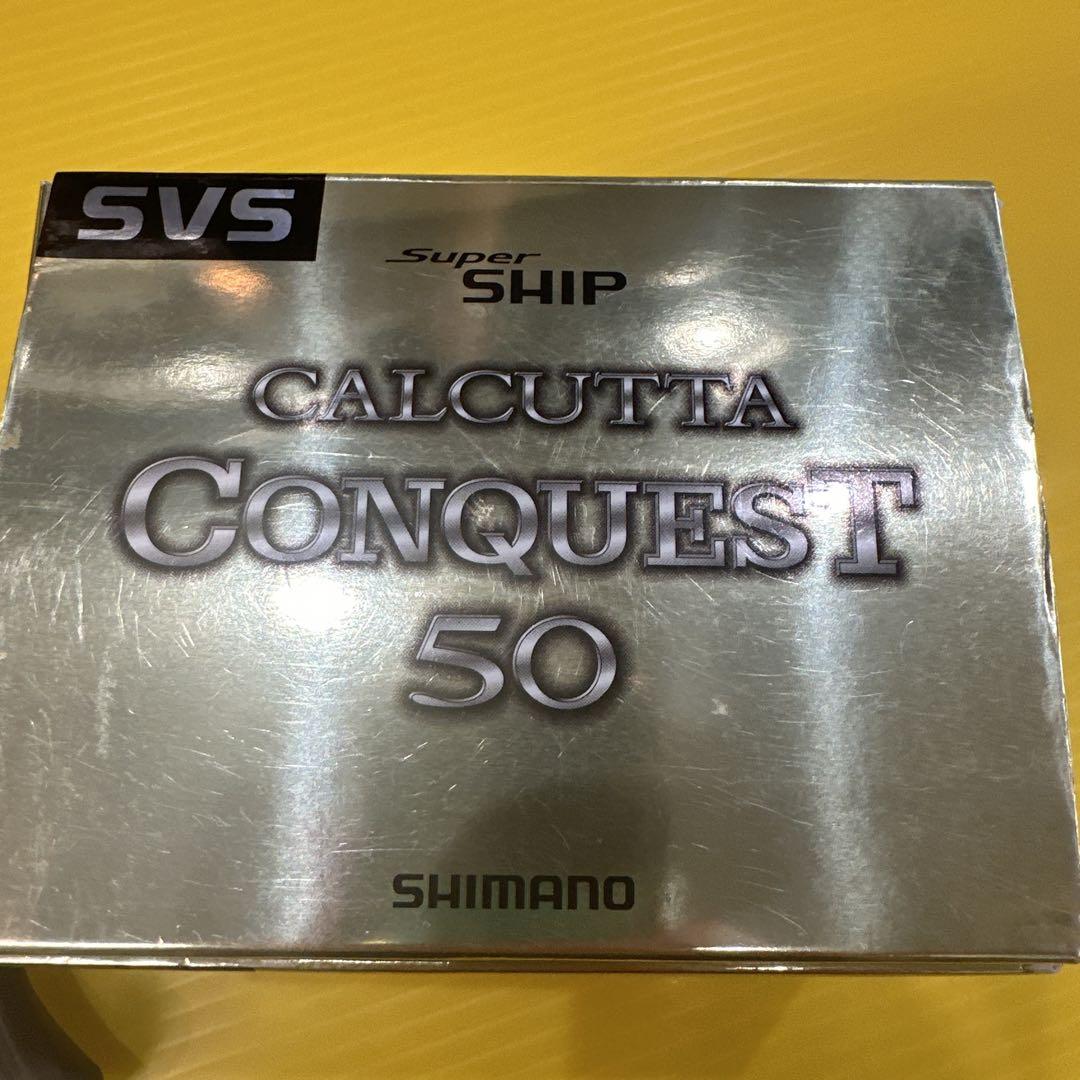 SVS
Super
SHIP
CALCUTTA
CONQUEST
50
SHIMANO